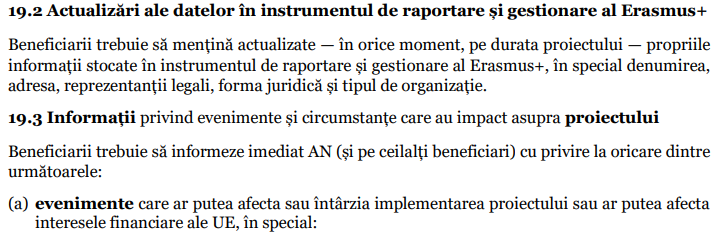 19.2 Actualizări ale datelor în instrumentul de raportare și gestionare al Erasmus+
Beneficiarii trebuie să mențină actualizate — în orice moment, pe durata proiectului — propriile
informații stocate în instrumentul de raportare și gestionare al Erasmus+, în special denumirea,
adresa, reprezentanții legali, forma juridică și tipul de organizație.
19.3 Informații privind evenimente și circumstanțe care au impact asupra proiectului
Beneficiarii trebuie să informeze imediat AN (și pe ceilalți beneficiari) cu privire la oricare dintre
următoarele:
(a) evenimente care ar putea afecta sau întârzia implementarea proiectului sau ar putea afecta
interesele financiare ale UE, în special: